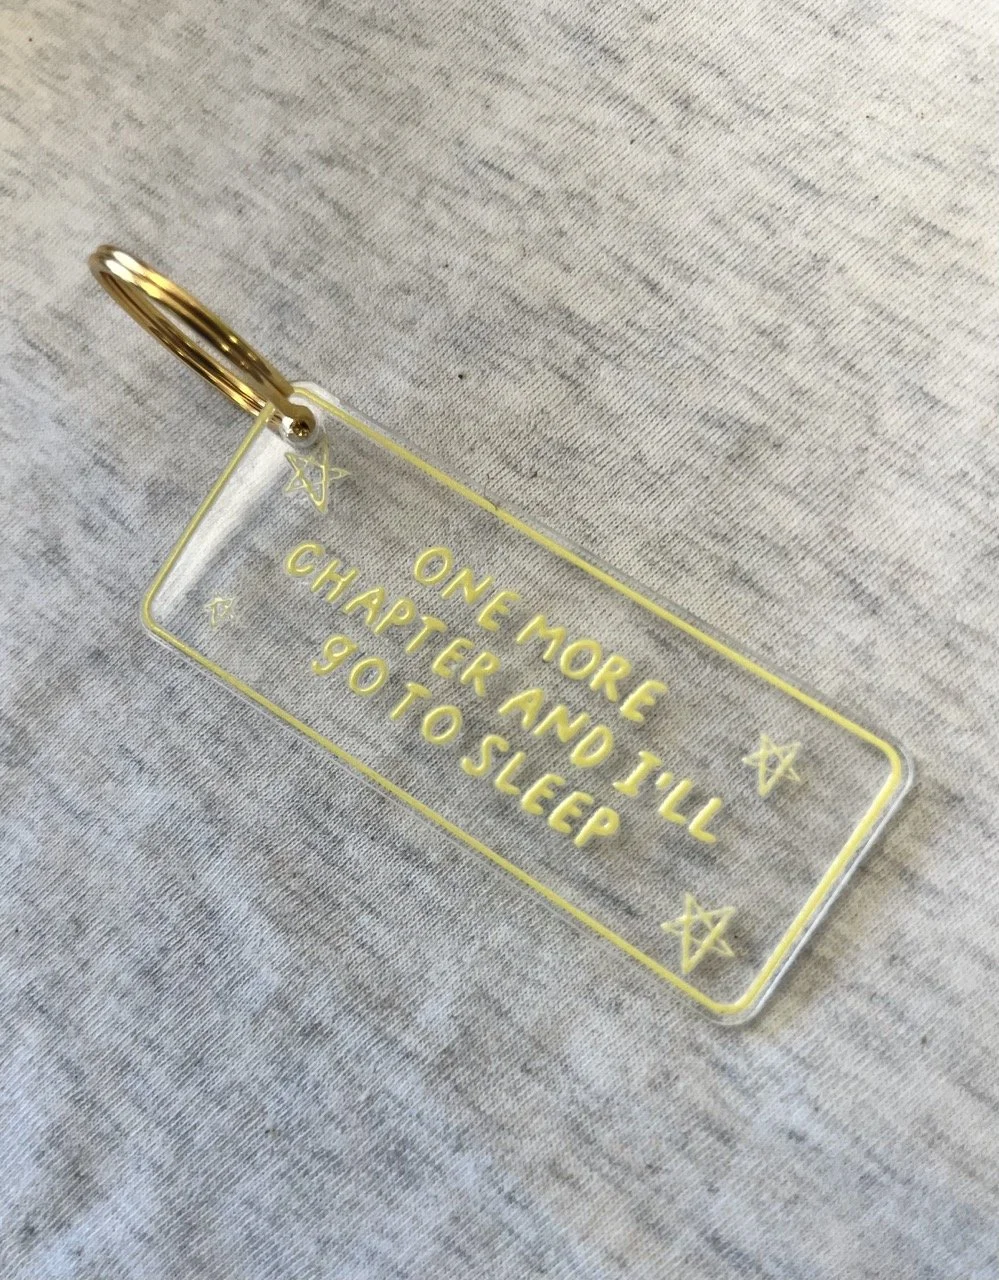 ONE MORE
CHAPTER AND I'LL
gO TO SLEEP